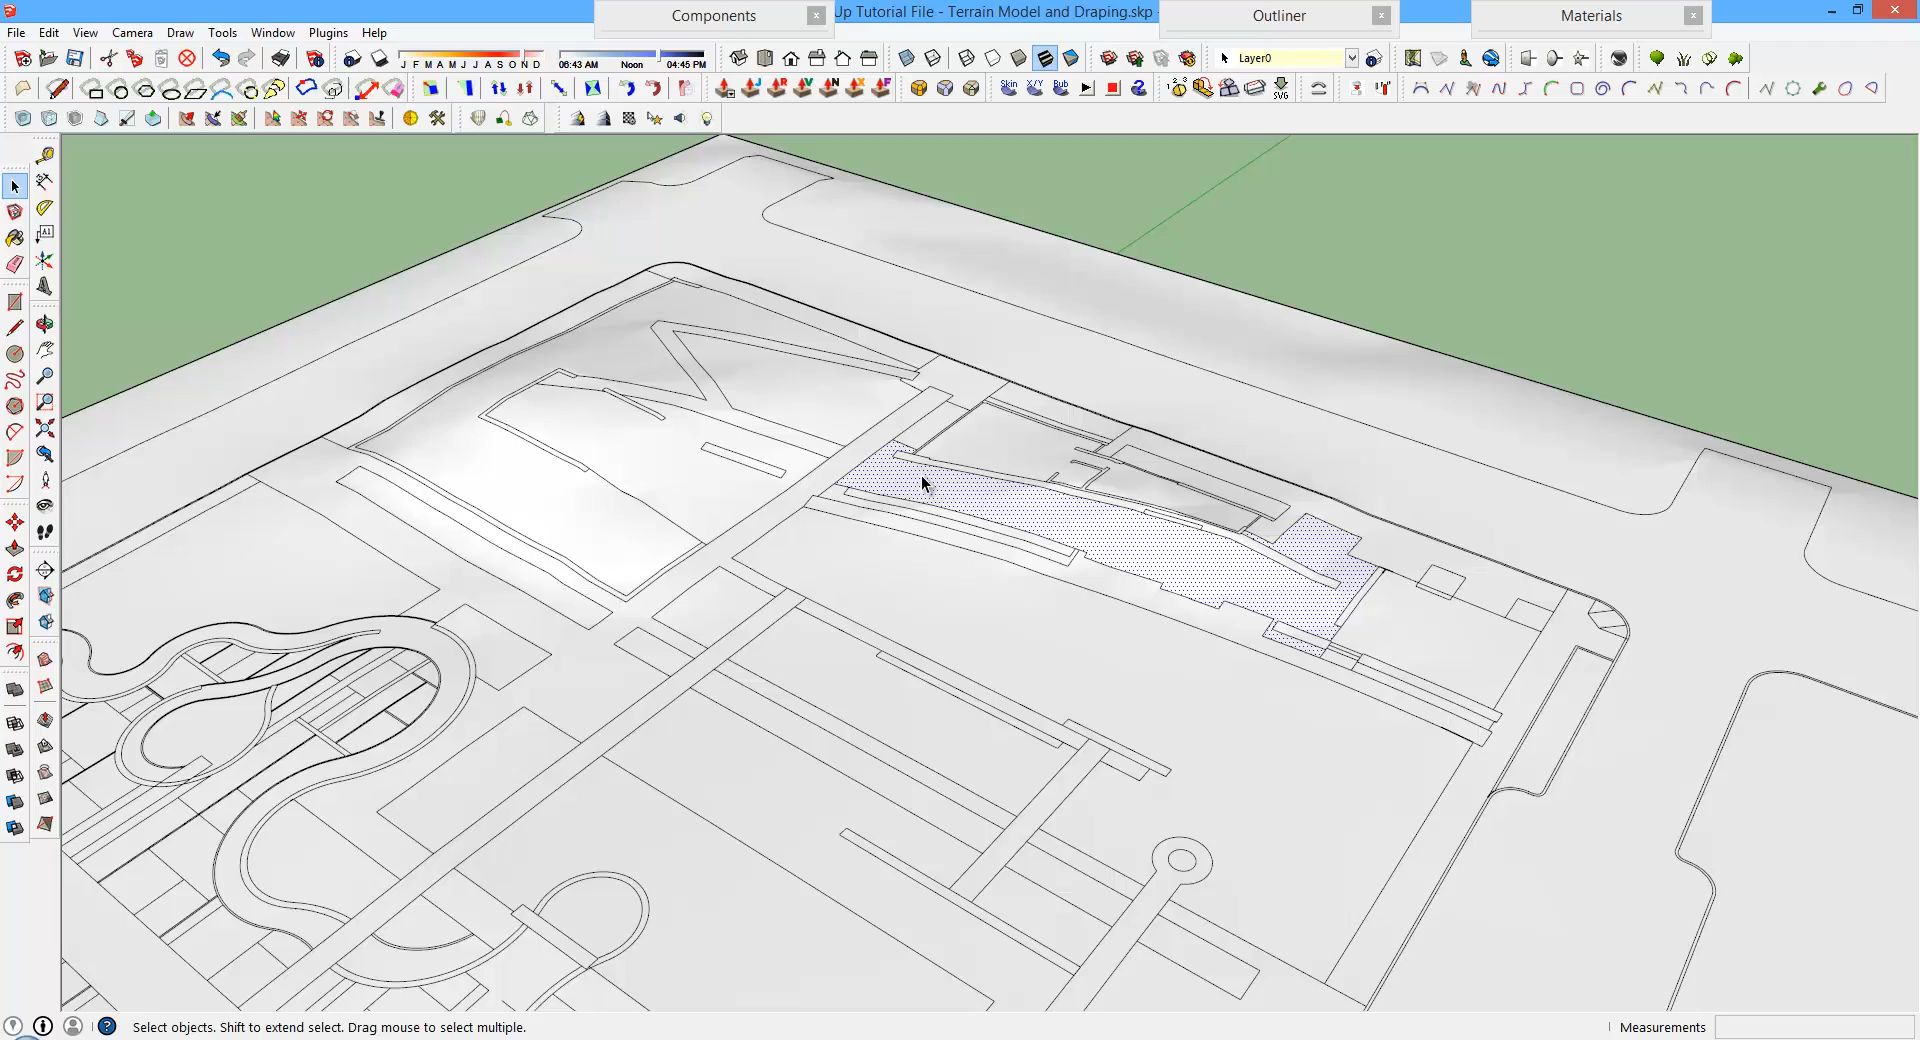 Components
Up Tutorial File - Terrain Model and Draping.skp -
Outliner
Materials
File Edit View Camera Draw Tools Window Plugins Help
J F M A M J J A S O N D
06:43 AM Noon 04:45 PM
Layer0
Skin X/Y Bub
SVG
A1
Select objects. Shift to extend select. Drag mouse to select multiple.
Measurements